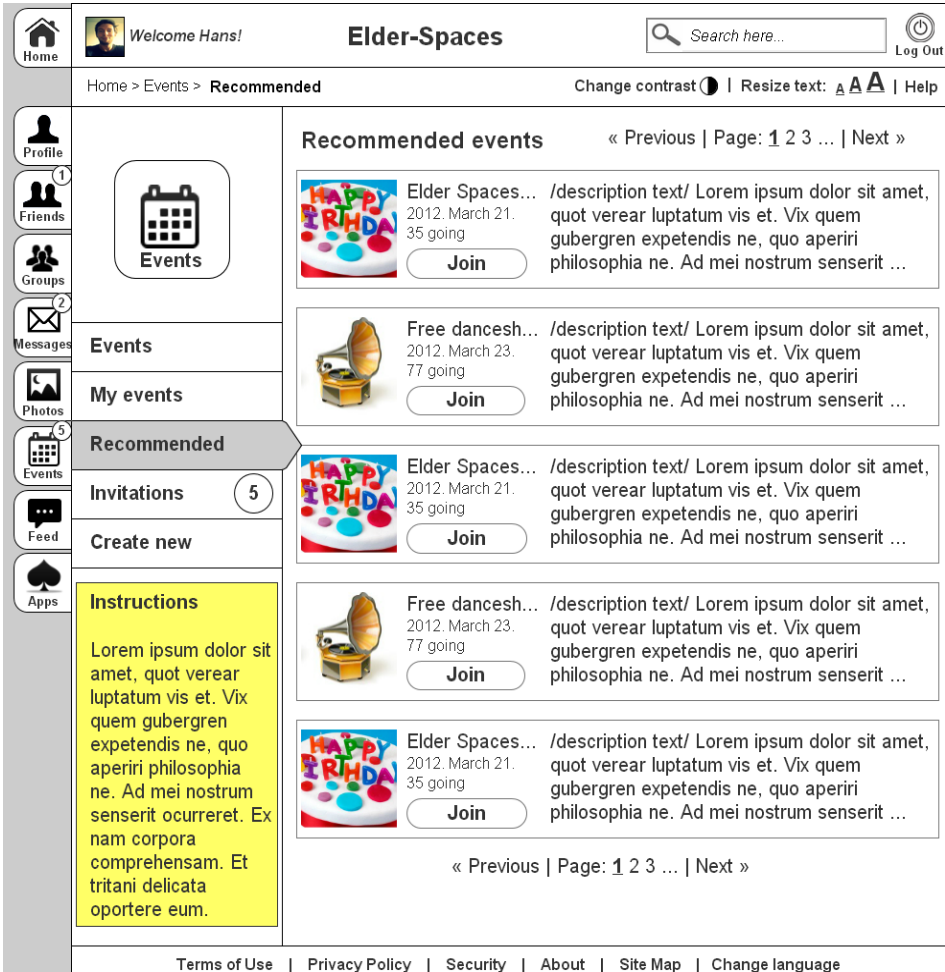 Home
Welcome Hans!
Elder-Spaces
Search here...
Log Out
Home > Events > Recommended
Change contrast | Resize text: A A A | Help
Profile
1
Friends
Groups
2
Messages
Photos
5
Events
Feed
Apps
Events
Events
My events
Recommended
Invitations 5
Create new
Instructions
Lorem ipsum dolor sit
amet, quot verear
luptatum vis et. Vix
quem gubergren
expetendis ne, quo
aperiri philosophia
ne. Ad mei nostrum
senserit ocurreret. Ex
nam corpora
comprehensam. Et
tritani delicata
oportere eum.
Recommended events
« Previous | Page: 1 2 3 ... | Next »
HAPPY
BIRTHDA
Elder Spaces...
2012. March 21.
35 going
Join
/description text/ Lorem ipsum dolor sit amet,
quot verear luptatum vis et. Vix quem
gubergren expetendis ne, quo aperiri
philosophia ne. Ad mei nostrum senserit ...
Free dancesh...
2012. March 23.
77 going
Join
/description text/ Lorem ipsum dolor sit amet,
quot verear luptatum vis et. Vix quem
gubergren expetendis ne, quo aperiri
philosophia ne. Ad mei nostrum senserit ...
HAPPY
RTHDA
Elder Spaces...
2012. March 21.
35 going
Join
/description text/ Lorem ipsum dolor sit amet,
quot verear luptatum vis et. Vix quem
gubergren expetendis ne, quo aperiri
philosophia ne. Ad mei nostrum senserit ...
Free dancesh...
2012. March 23.
77 going
Join
/description text/ Lorem ipsum dolor sit amet,
quot verear luptatum vis et. Vix quem
gubergren expetendis ne, quo aperiri
philosophia ne. Ad mei nostrum senserit ...
HAPPY
RTHDA
Elder Spaces...
2012. March 21.
35 going
Join
/description text/ Lorem ipsum dolor sit amet,
quot verear luptatum vis et. Vix quem
gubergren expetendis ne, quo aperiri
philosophia ne. Ad mei nostrum senserit ...
« Previous | Page: 1 2 3 ... | Next »
Terms of Use | Privacy Policy | Security | About | Site Map | Change language